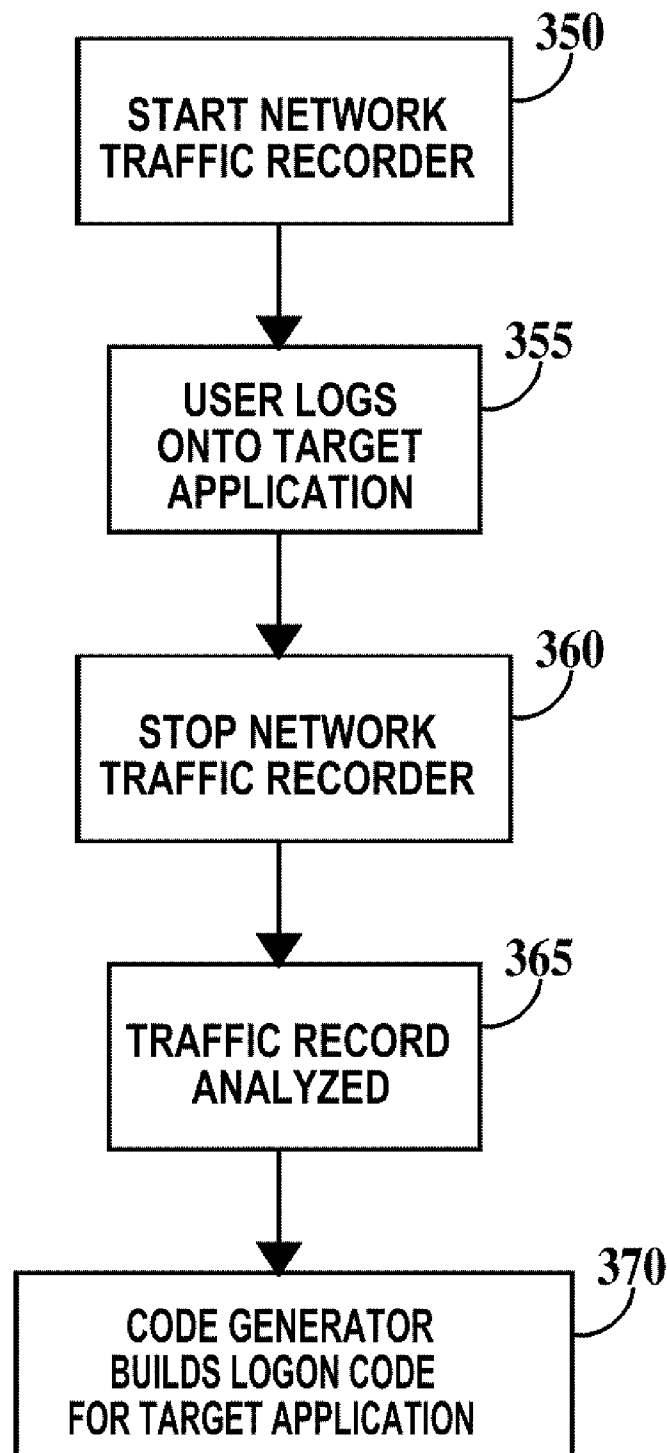 350
START NETWORK
TRAFFIC RECORDER
355
USER LOGS
ONTO TARGET
APPLICATION
360
STOP NETWORK
TRAFFIC RECORDER
365
TRAFFIC RECORD
ANALYZED
370
CODE GENERATOR
BUILDS LOGON CODE
FOR TARGET APPLICATION